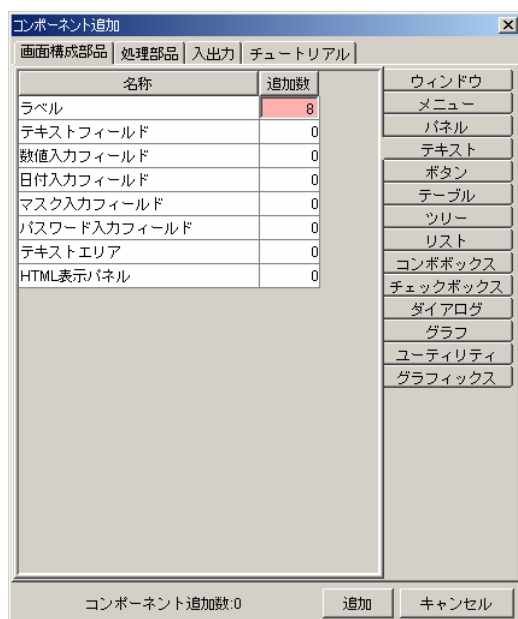 コンポーネント追加
画面構成部品 処理部品 入出力 チュートリアル
名称 追加数
ラベル 8
テキストフィールド 0
数値入力フィールド 0
日付入力フィールド 0
マスク入力フィールド 0
パスワード入力フィールド 0
テキストエリア 0
HTML表示パネル 0
ウィンドウ
メニュー
パネル
テキスト
ボタン
テーブル
ツリー
リスト
コンボボックス
チェックボックス
ダイアログ
グラフ
ユーティリティ
グラフィックス
コンポーネント追加数:0 追加 キャンセル